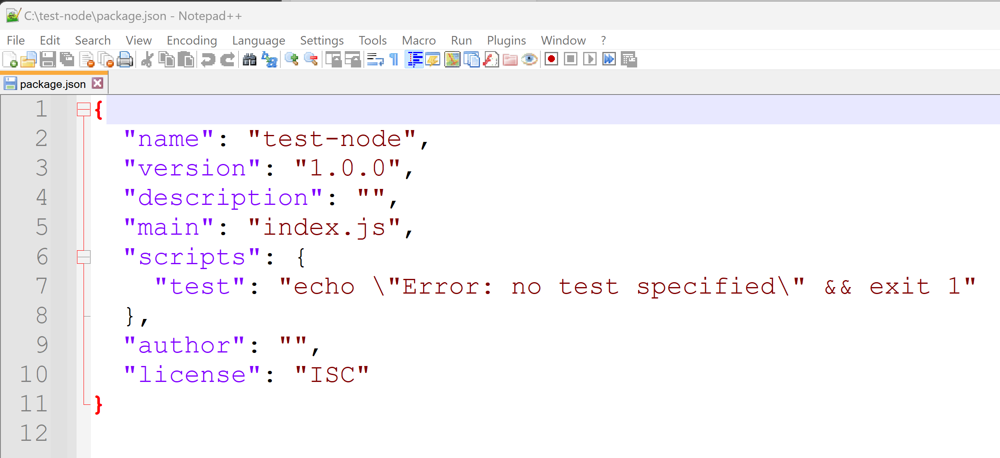 C:\test-node\package.json - Notepad++
File Edit Search View Encoding Language Settings Tools Macro Run Plugins Window ?
package.json
1 {
2 "name": "test-node",
3 "version": "1.0.0",
4 "description": "",
5 "main": "index.js",
6 "scripts": {
7 "test": "echo \"Error: no test specified\" && exit 1"
8 },
9 "author": "",
10 "license": "ISC"
11 }
12